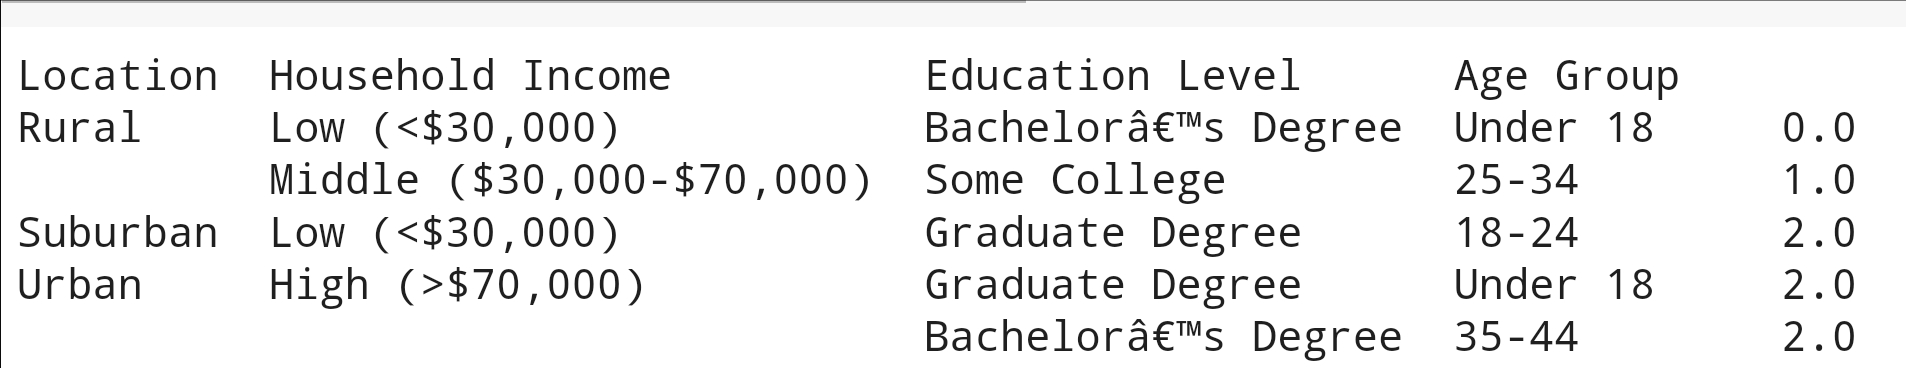 Location  Household Income          Education Level      Age Group
Rural     Low (<$30,000)            Bachelorâ€™s Degree  Under 18     0.0
          Middle ($30,000-$70,000)  Some College         25-34        1.0
Suburban  Low (<$30,000)            Graduate Degree      18-24        2.0
Urban     High (>$70,000)           Graduate Degree      Under 18     2.0
                                    Bachelorâ€™s Degree  35-44        2.0